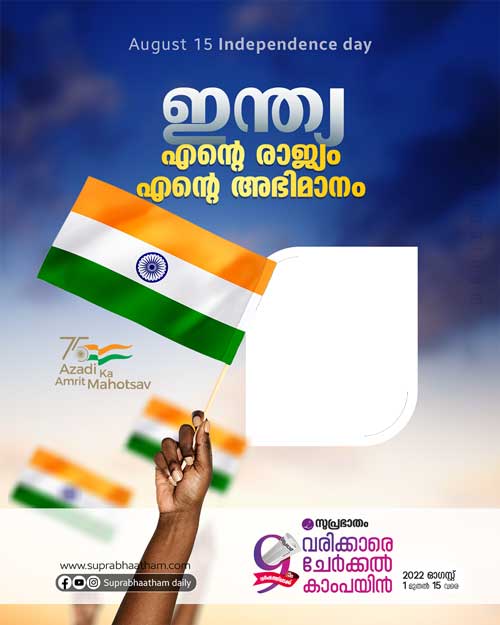 August 15 Independence day
ഇന്ത്യ
എന്റെ രാജ്യം
എന്റെ അഭിമാനം
75
Azadi Ka
Amrit Mahotsav
സുപ്രഭാതം
വരിക്കാരെ
ചേർക്കൽ
കാംപയിൻ
2022 ഓഗസ്റ്റ്
1 മുതൽ 15 വരെ
www.suprabhaatham.com
Suprabhaatham daily